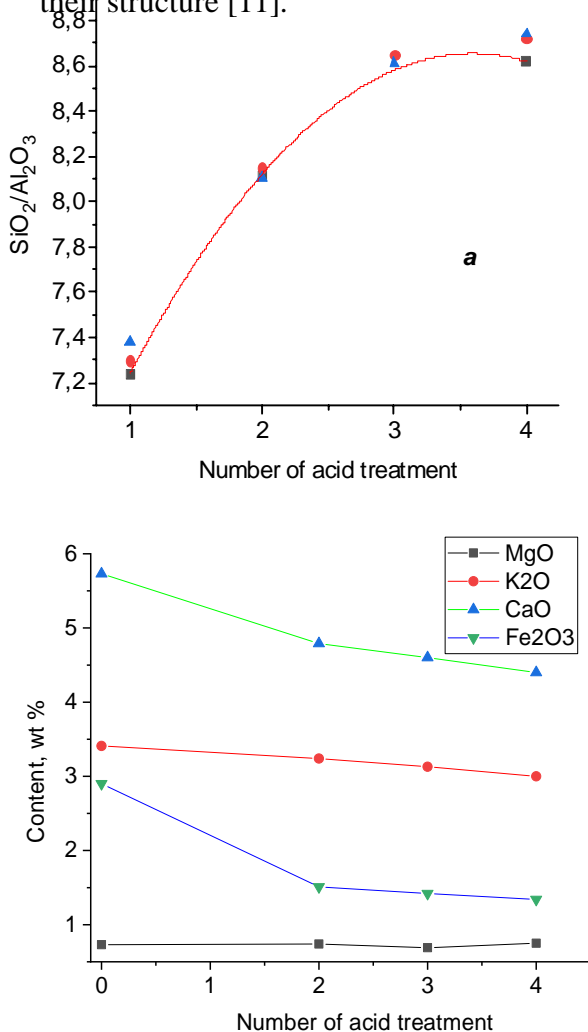 their structure [11].
8,8
8,6
8,4
8,2
8,0
7,8
7,6
7,4
7,2
SiO2/Al2O3
a
1 2 3 4
Number of acid treatment
MgO
K2O
CaO
Fe2O3
6
5
4
3
2
1
Content, wt %
0 1 2 3 4
Number of acid treatment